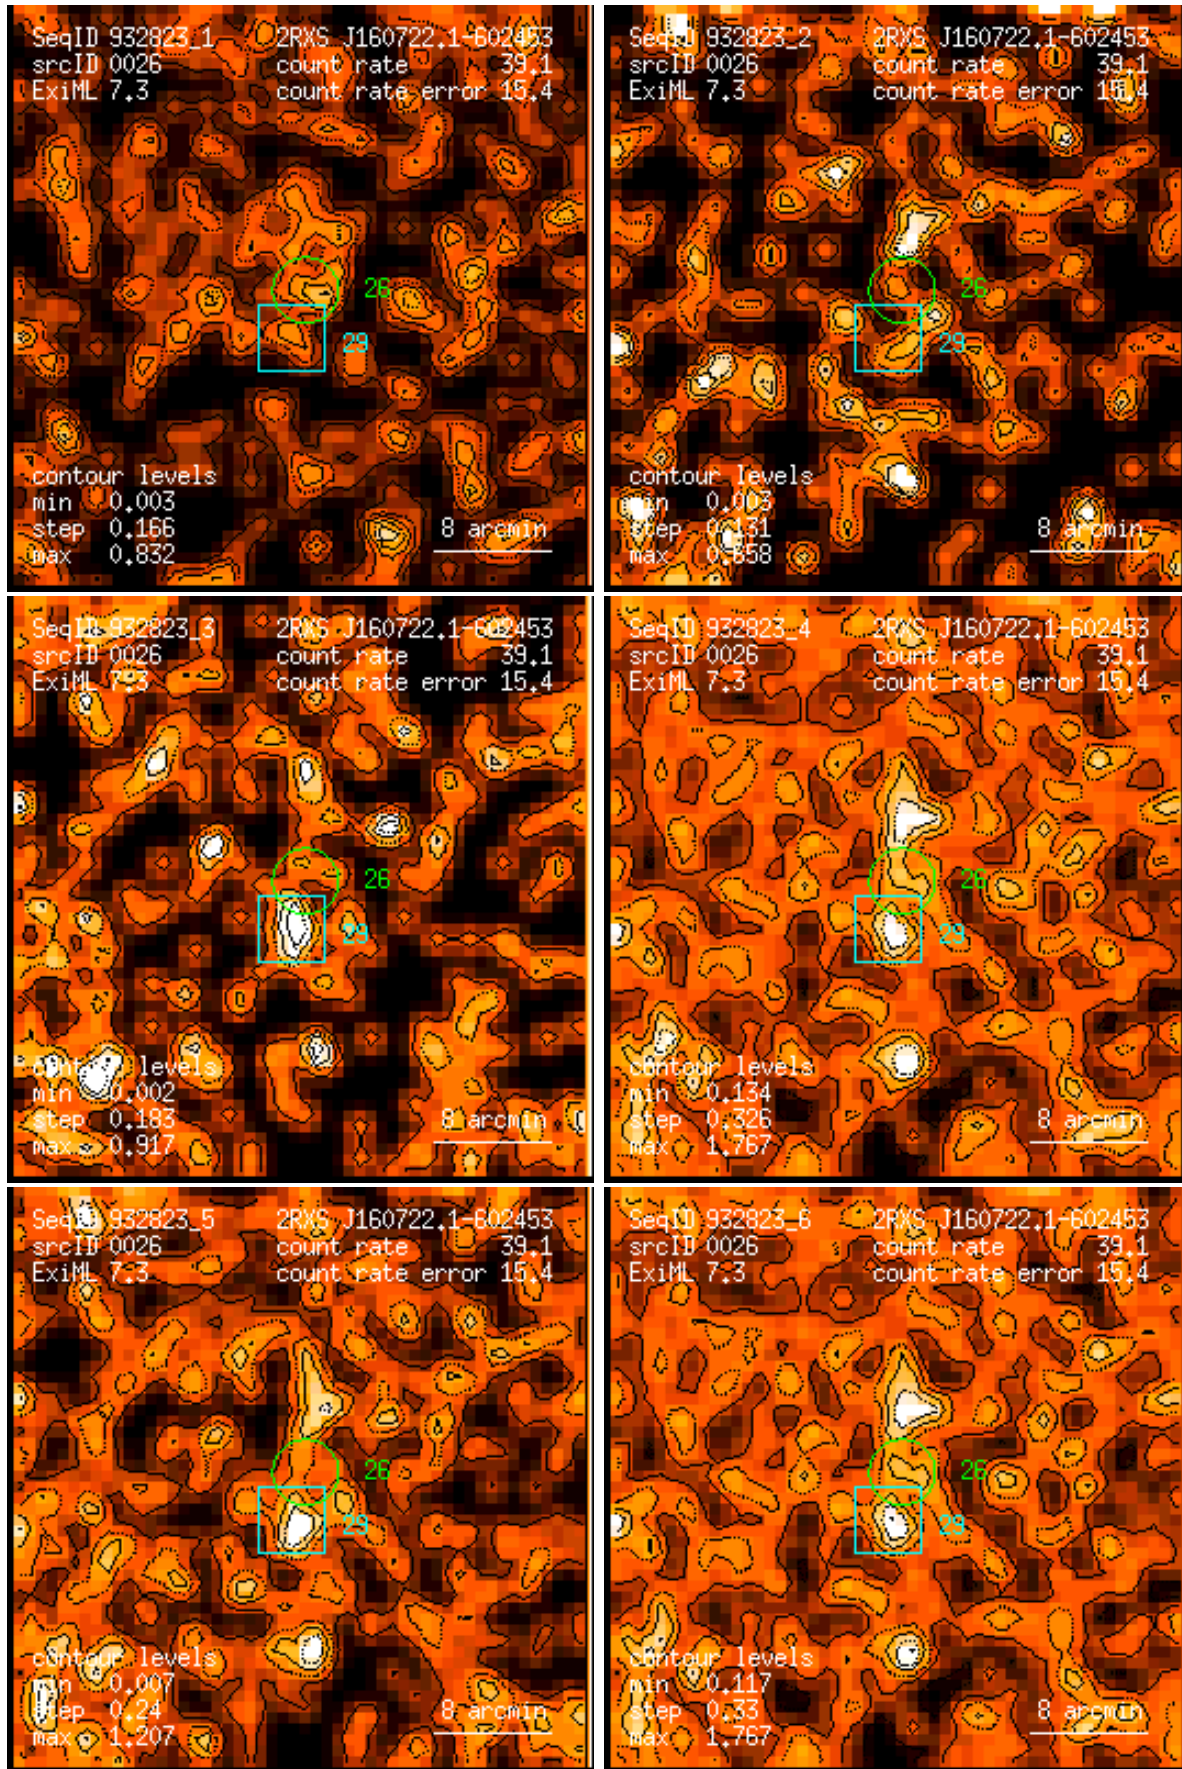 SeqID 932823_1 2RXS J160722.1-602453
srcID 0026 count rate 39.1
ExiML 7.3 count rate error 15.4
26
29
contour levels
min 0.003
step 0.166 8 arcmin
max 0.832
SeqID 932823_2 2RXS J160722.1-602453
srcID 0026 count rate 39.1
ExiML 7.3 count rate error 15.4
26
29
contour levels
min 0.003
step 0.131 8 arcmin
max 0.658
SeqID 932823_3 2RXS J160722.1-602453
srcID 0026 count rate 39.1
ExiML 7.3 count rate error 15.4
26
29
contour levels
min 0.002
step 0.183 8 arcmin
max 0.917
SeqID 932823_4 2RXS J160722.1-602453
srcID 0026 count rate 39.1
ExiML 7.3 count rate error 15.4
26
29
contour levels
min 0.134
step 0.326 8 arcmin
max 1.767
SeqID 932823_5 2RXS J160722.1-602453
srcID 0026 count rate 39.1
ExiML 7.3 count rate error 15.4
26
29
contour levels
min 0.007
step 0.24 8 arcmin
max 1.207
SeqID 932823_6 2RXS J160722.1-602453
srcID 0026 count rate 39.1
ExiML 7.3 count rate error 15.4
26
29
contour levels
min 0.117
step 0.33 8 arcmin
max 1.767